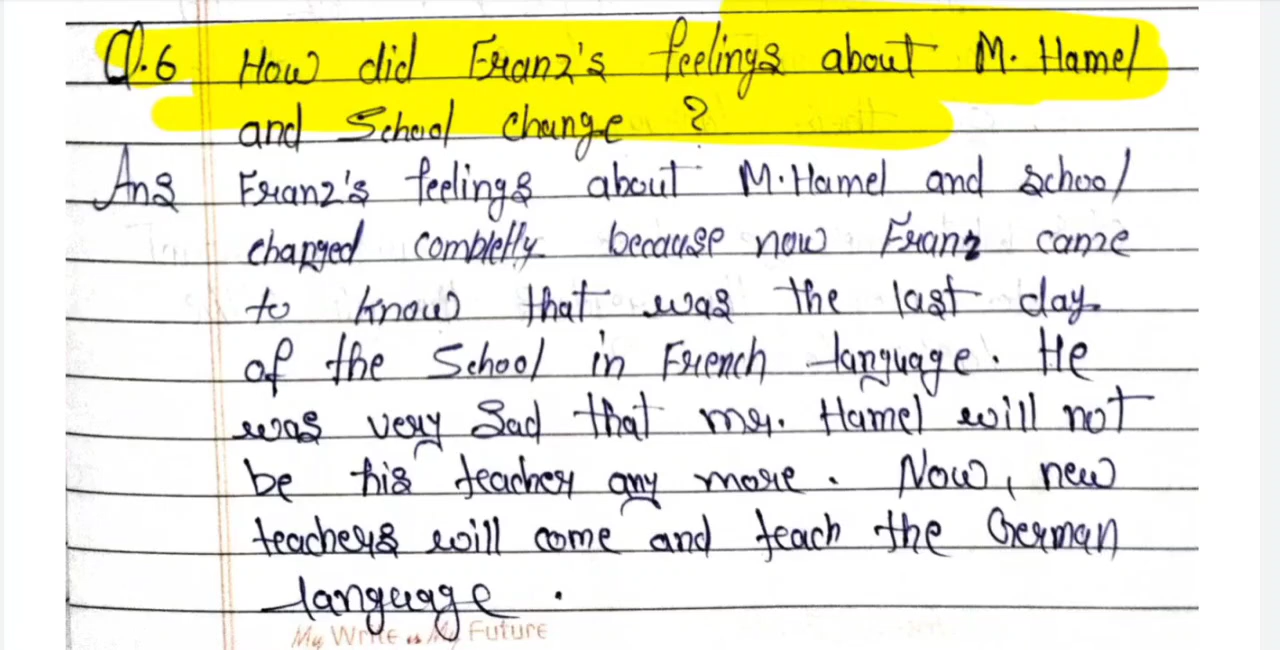 Q.6 How did Franz's feelings about M. Hamel
and School change ?
Ans Franz's feelings about M. Hamel and school
changed completly because now Franz came
to know that was the last day
of the School in French language. He
was very sad that mr. Hamel will not
be his teacher any more. Now, new
teachers will come and teach the German
language.
My Write is My Future